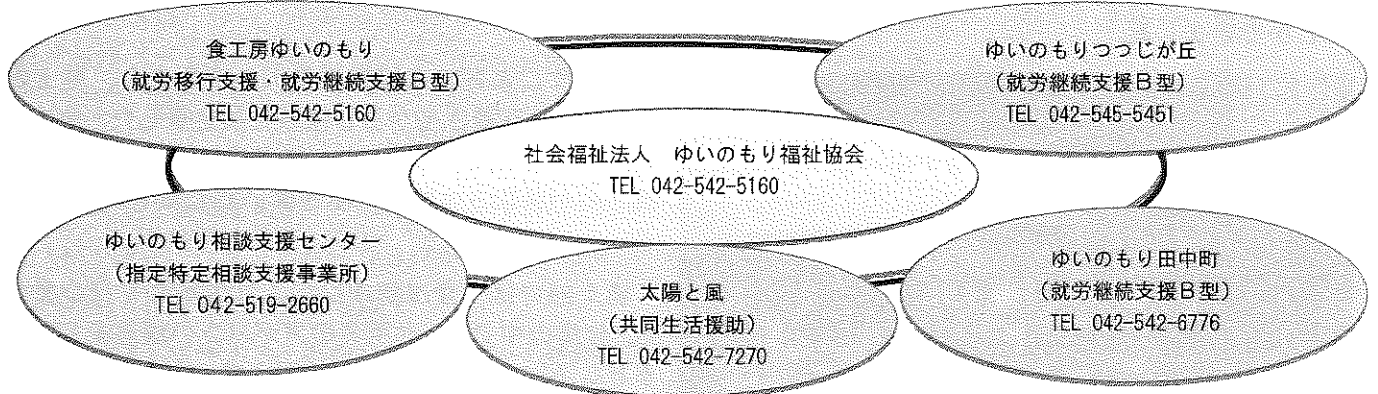 食工房ゆいのもり
(就労移行支援・就労継続支援B型)
TEL 042-542-5160
ゆいのもりつつじが丘
(就労継続支援B型)
TEL 042-545-5451
社会福祉法人　ゆいのもり福祉協会
TEL 042-542-5160
ゆいのもり相談支援センター
(指定特定相談支援事業所)
TEL 042-519-2660
太陽と風
(共同生活援助)
TEL 042-542-7270
ゆいのもり田中町
(就労継続支援B型)
TEL 042-542-6776